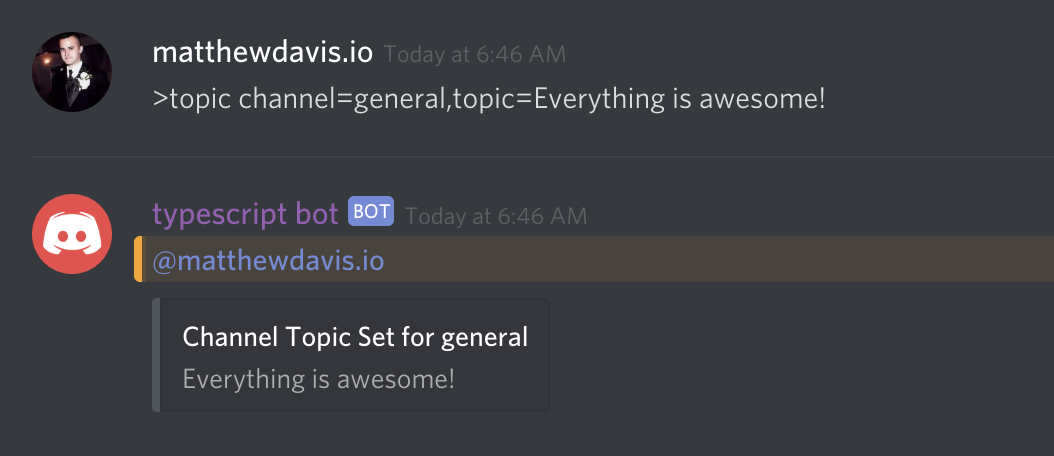 matthewdavis.io Today at 6:46 AM
>topic channel=general,topic=Everything is awesome!
typescript bot BOT Today at 6:46 AM
@matthewdavis.io
Channel Topic Set for general
Everything is awesome!